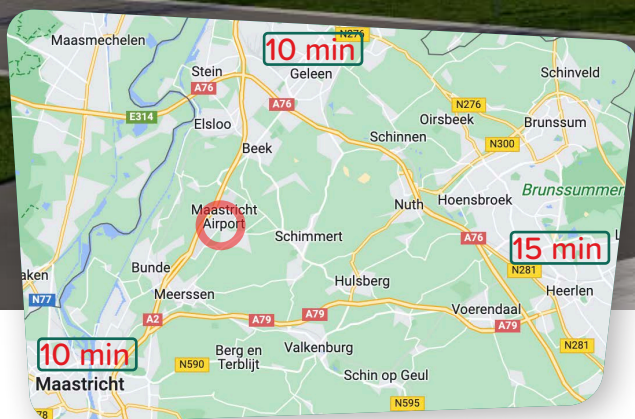 N276
10 min
Maasmechelen
Stein
Geleen
Schinveld
A76
A76
N276
E314
Elsloo
Oirsbeek
Brunssum
Schinnen
N300
Beek
Brunssummer
Nuth
Hoensbroek
Maastricht
Airport
Schimmert
A76
15 min
Bunde
N281
aken
Hulsberg
Heerlen
N77
Meerssen
Voerendaal
A2
A79
A79
A79
N281
10 min
Berg en
Terblijt
Valkenburg
N590
Maastricht
Schin op Geul
N595
78